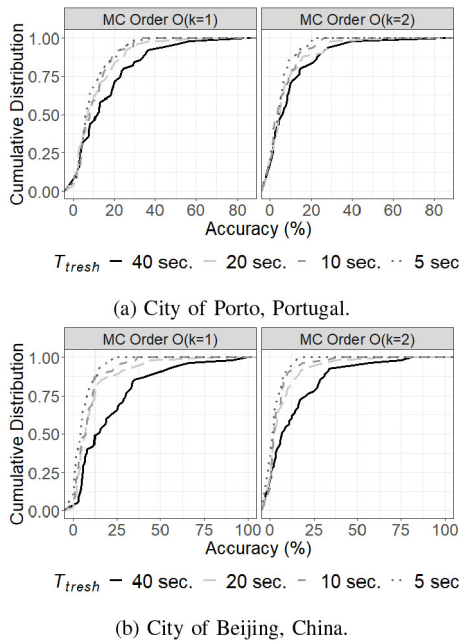 MC Order O(k=1) MC Order O(k=2)
1.00
0.75
0.50
0.25
0.00
Cumulative Distribution
0 20 40 60 80 0 20 40 60 80
Accuracy (%)
Ttresh 40 sec. 20 sec. 10 sec. 5 sec
(a) City of Porto, Portugal.
MC Order O(k=1) MC Order O(k=2)
1.00
0.75
0.50
0.25
0.00
Cumulative Distribution
0 25 50 75 100 0 25 50 75 100
Accuracy (%)
Ttresh 40 sec. 20 sec. 10 sec. 5 sec
(b) City of Beijing, China.